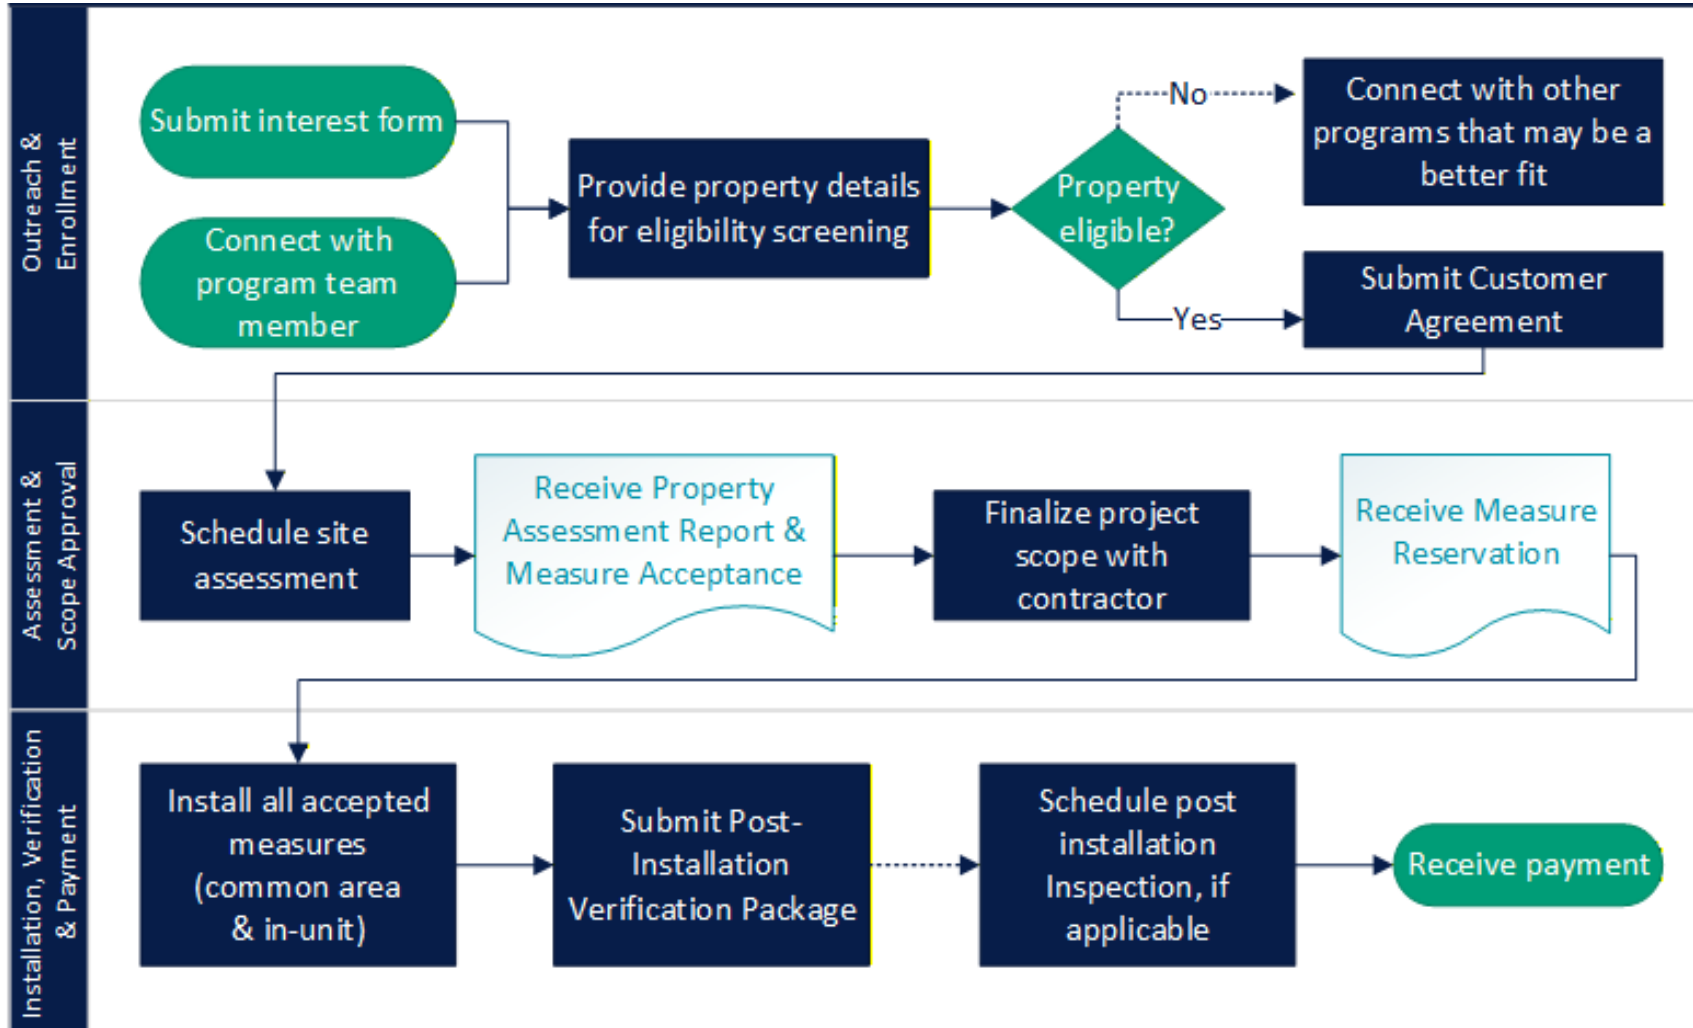 Outreach &
Enrollment
Submit interest form
Connect with
program team
member
Provide property details
for eligibility screening
Property
eligible?
No
Yes
Connect with other
programs that may be a
better fit
Submit Customer
Agreement
Assessment &
Scope Approval
Schedule site
assessment
Receive Property
Assessment Report &
Measure Acceptance
Finalize project
scope with
contractor
Receive Measure
Reservation
Installation, Verification
& Payment
Install all accepted
measures
(common area
& in-unit)
Submit Post-
Installation
Verification Package
Schedule post
installation
Inspection, if
applicable
Receive payment